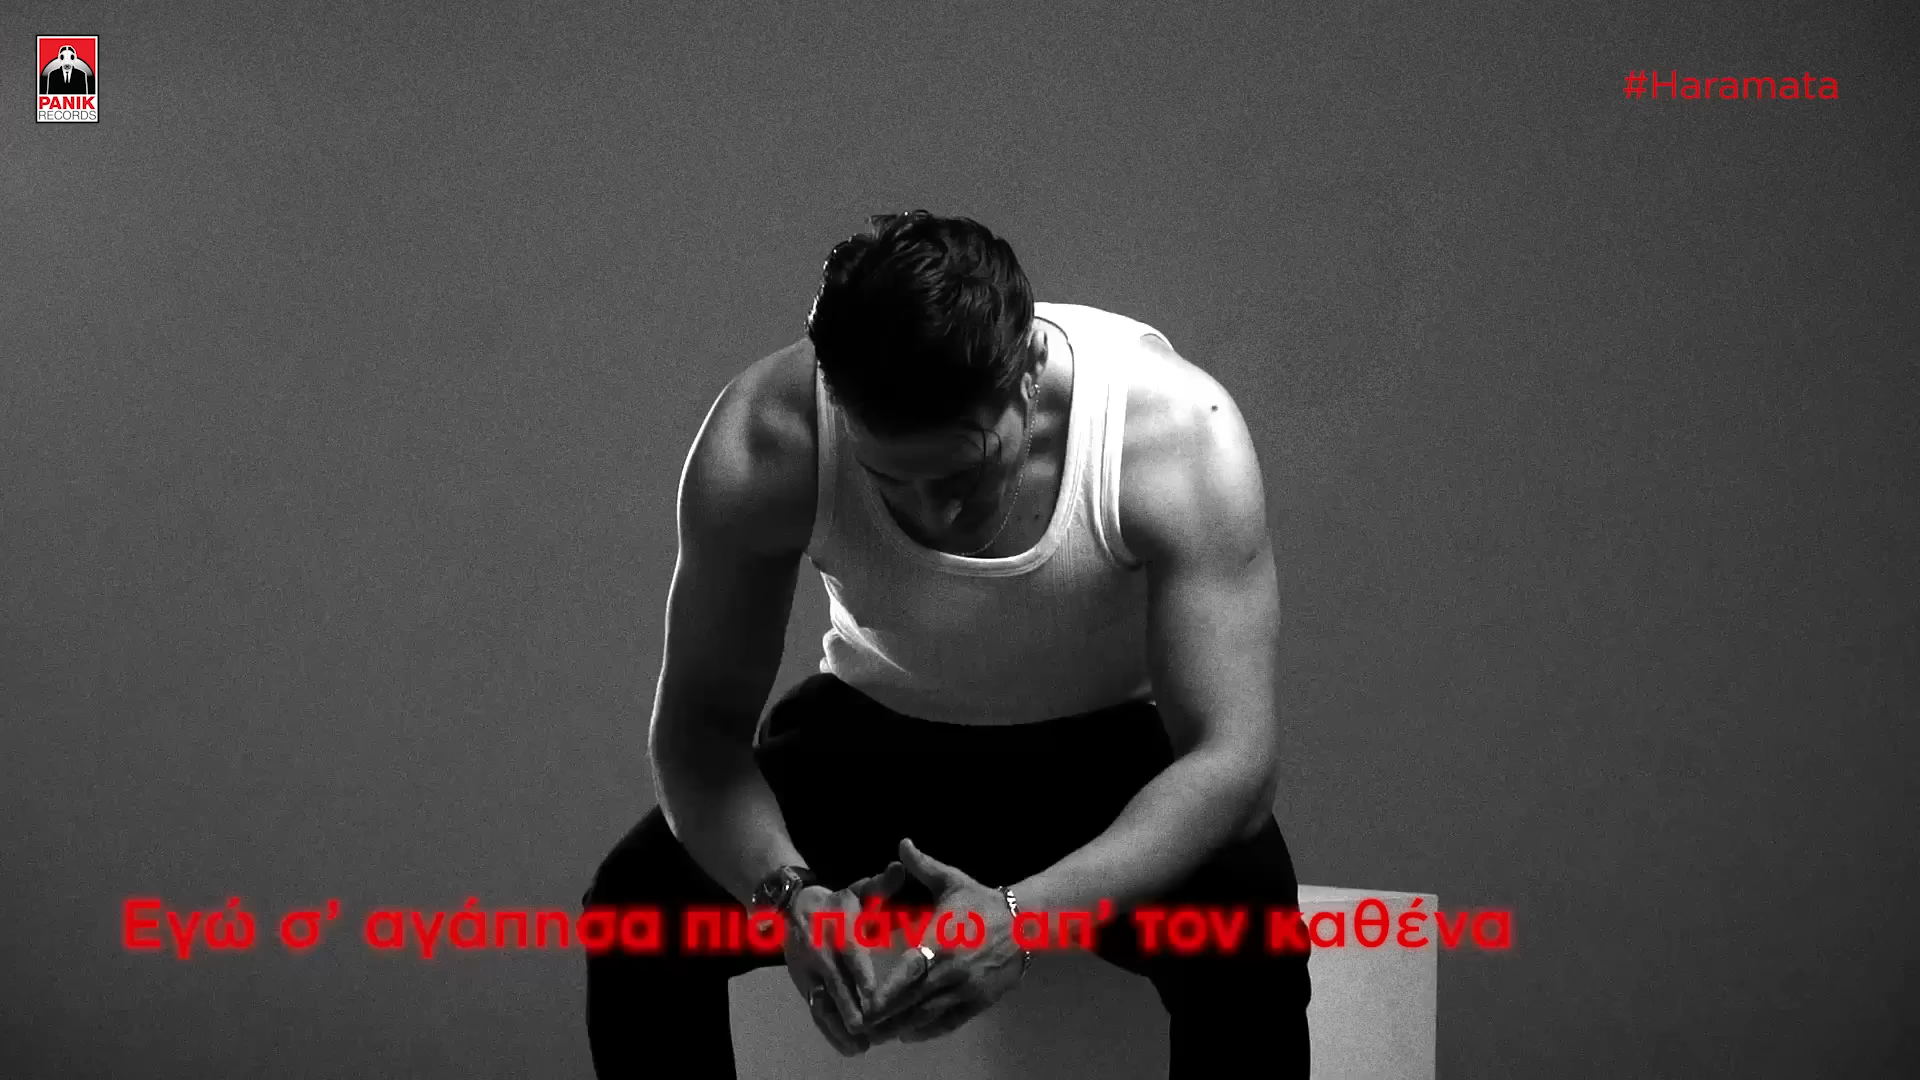 PANIK
RECORDS
#Haramata
Εγώ σ’ αγάπησα πιο πάνω απ’ τον καθένα